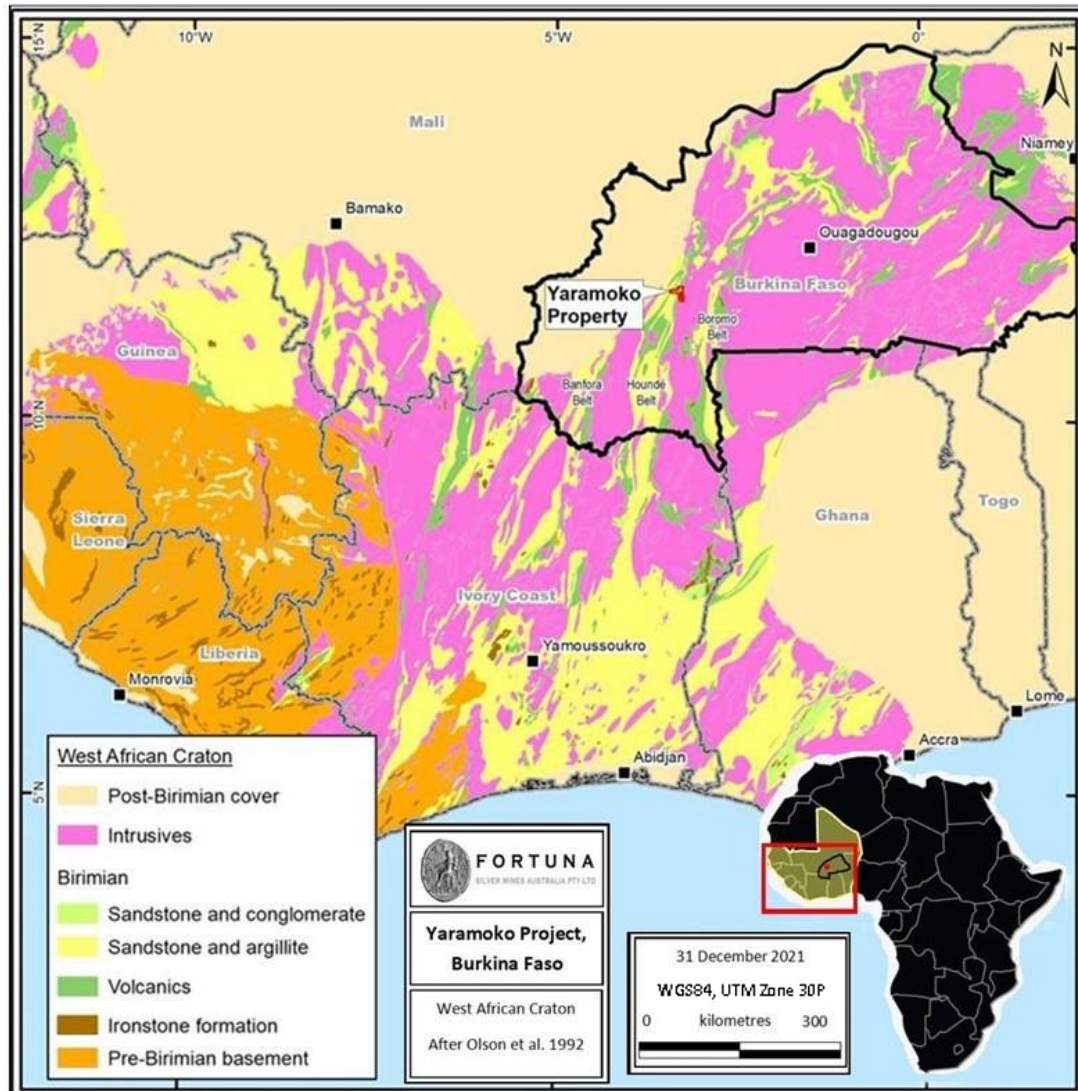 15°N
10°W
5°W
0°
N
Mali
Niamey
Bamako
Ouagadougou
Burkina Faso
Yaramoko
Property
Boromo
Belt
Guinea
Banfora
Belt
Houndé
Belt
10°N
Ghana
Togo
Sierra
Leone
Ivory Coast
Liberia
Yamoussoukro
Monrovia
Lome
Accra
Abidjan
5°N
West African Craton
Post-Birimian cover
Intrusives
Birimian
Sandstone and conglomerate
Sandstone and argillite
Volcanics
Ironstone formation
Pre-Birimian basement
FORTUNA
SILVER MINES AUSTRALIA PTY LTD
Yaramoko Project,
Burkina Faso
West African Craton
After Olson et al. 1992
31 December 2021
WGS84, UTM Zone 30P
0 kilometres 300
10°W
5°W